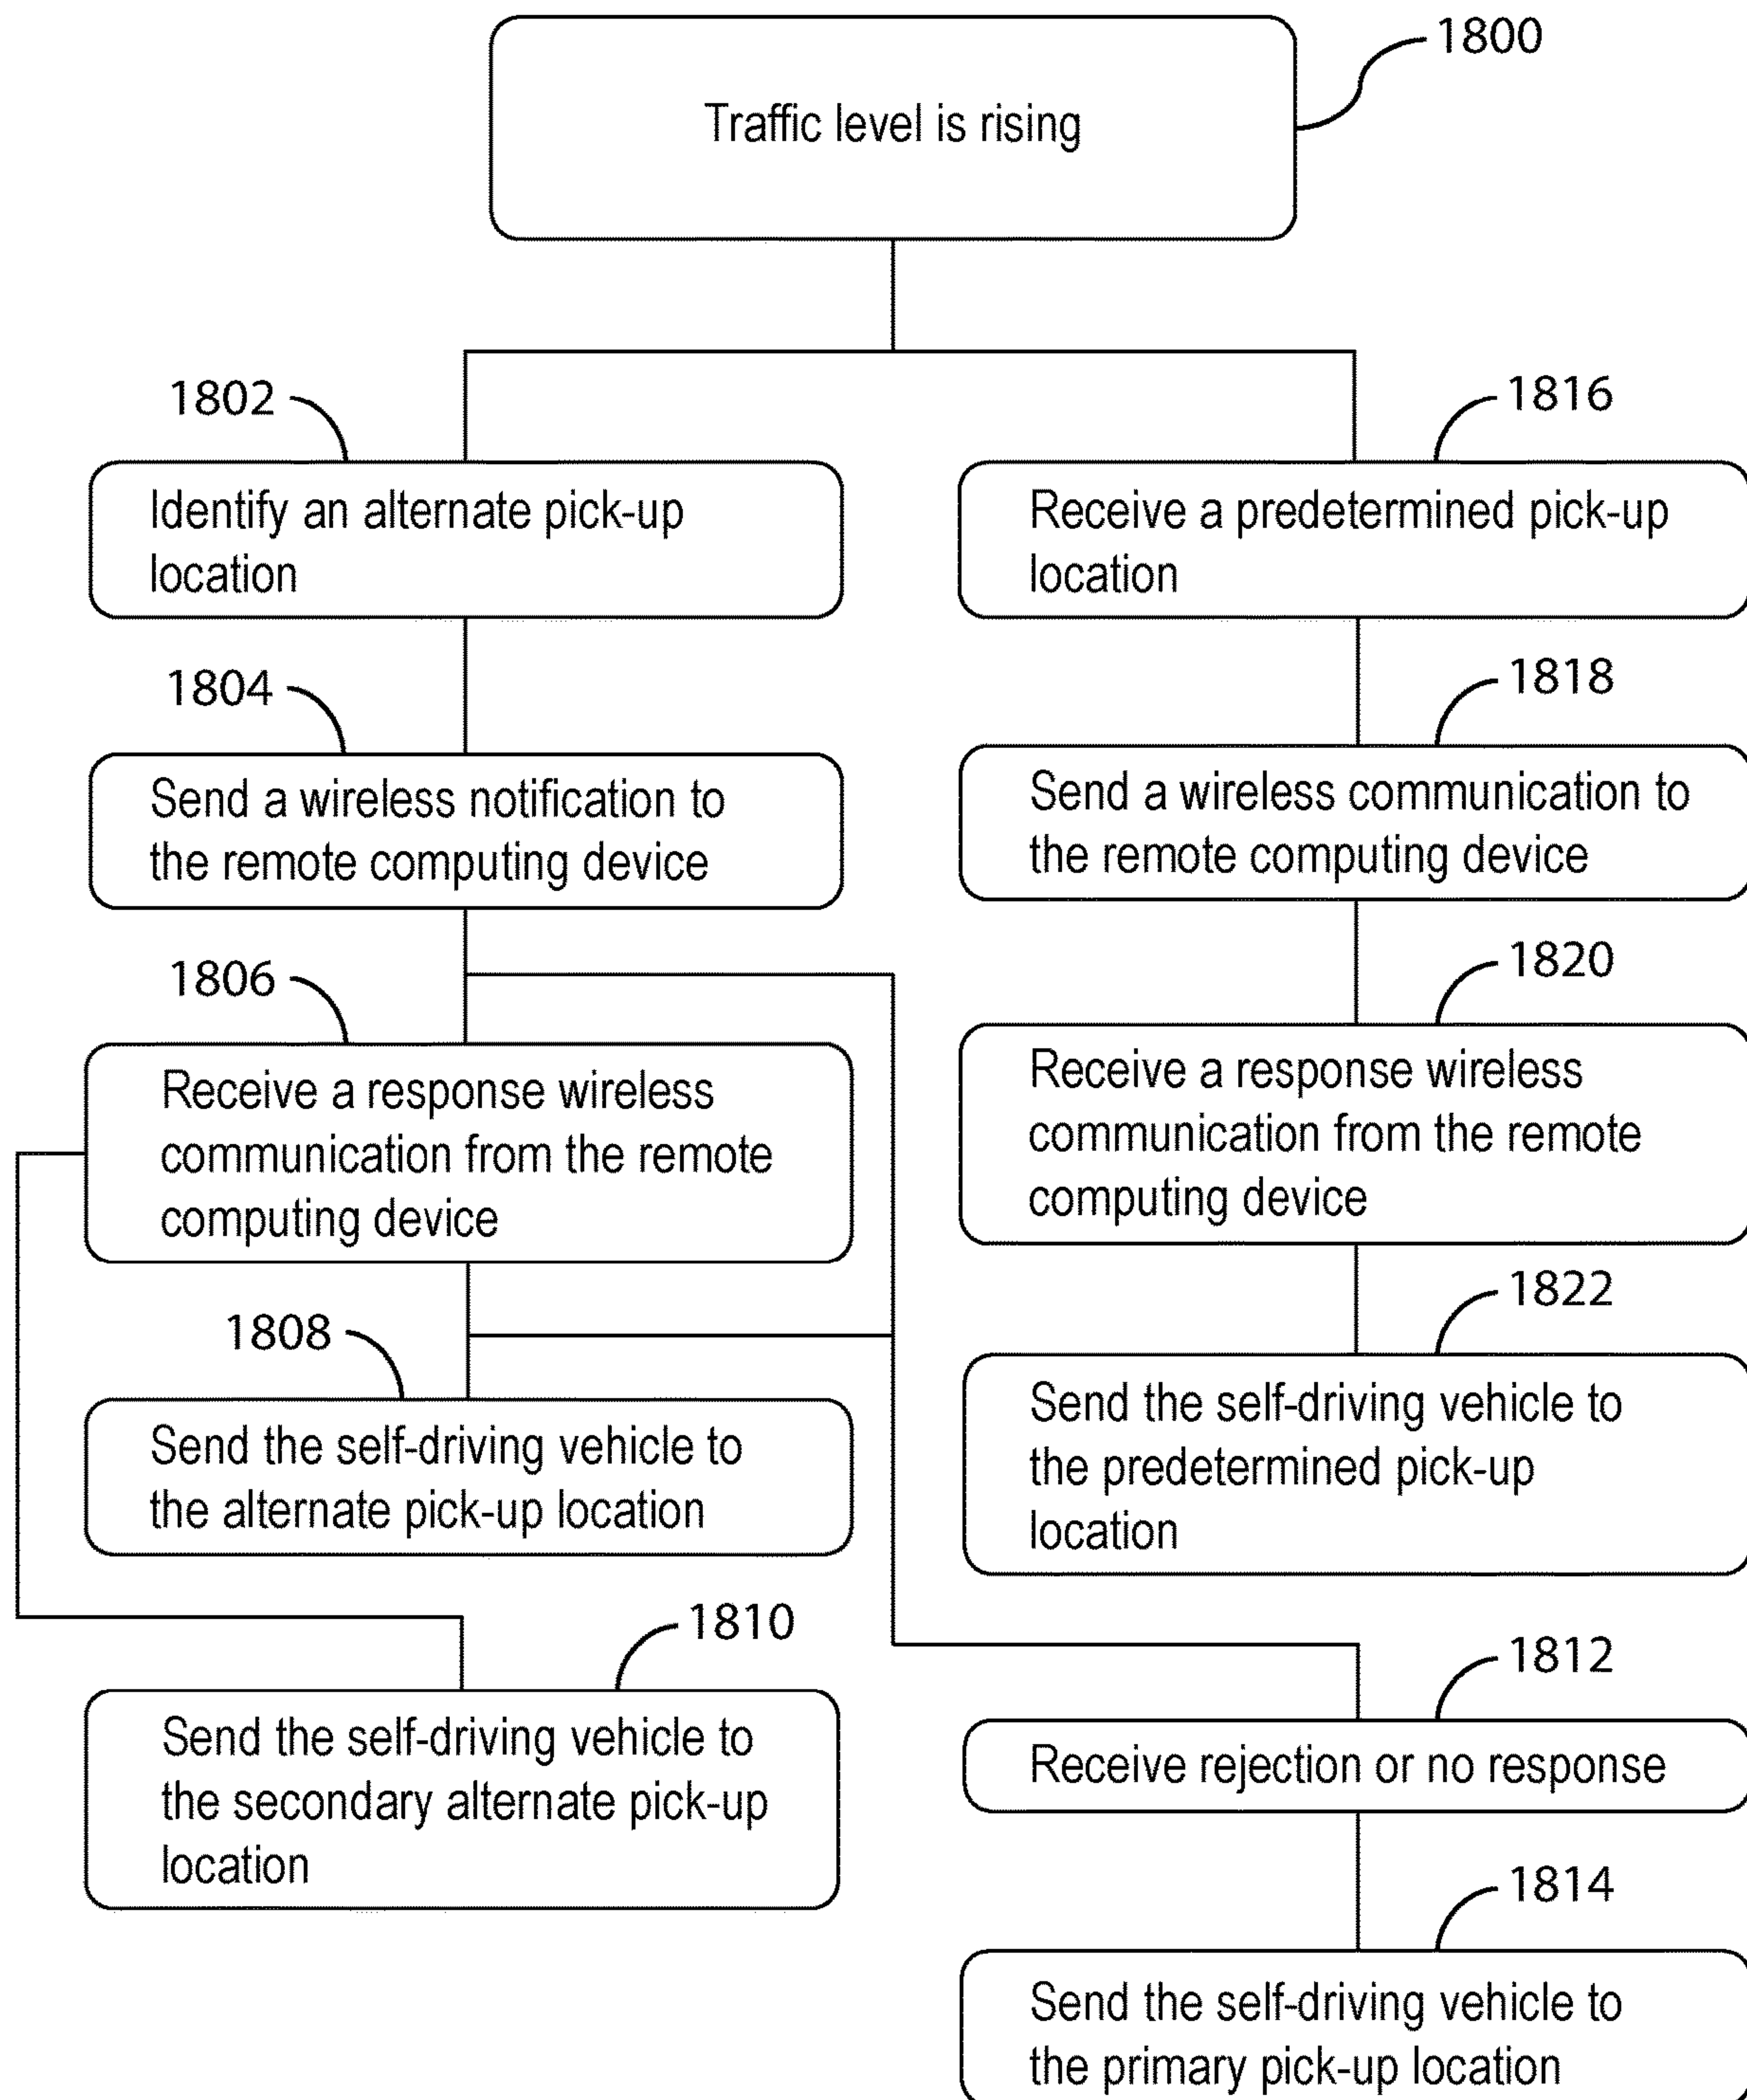 1800
Traffic level is rising
1802
Identify an alternate pick-up
location
1804
Send a wireless notification to
the remote computing device
1806
Receive a response wireless
communication from the remote
computing device
1808
Send the self-driving vehicle to
the alternate pick-up location
1810
Send the self-driving vehicle to
the secondary alternate pick-up
location
1816
Receive a predetermined pick-up
location
1818
Send a wireless communication to
the remote computing device
1820
Receive a response wireless
communication from the remote
computing device
1822
Send the self-driving vehicle to
the predetermined pick-up
location
1812
Receive rejection or no response
1814
Send the self-driving vehicle to
the primary pick-up location